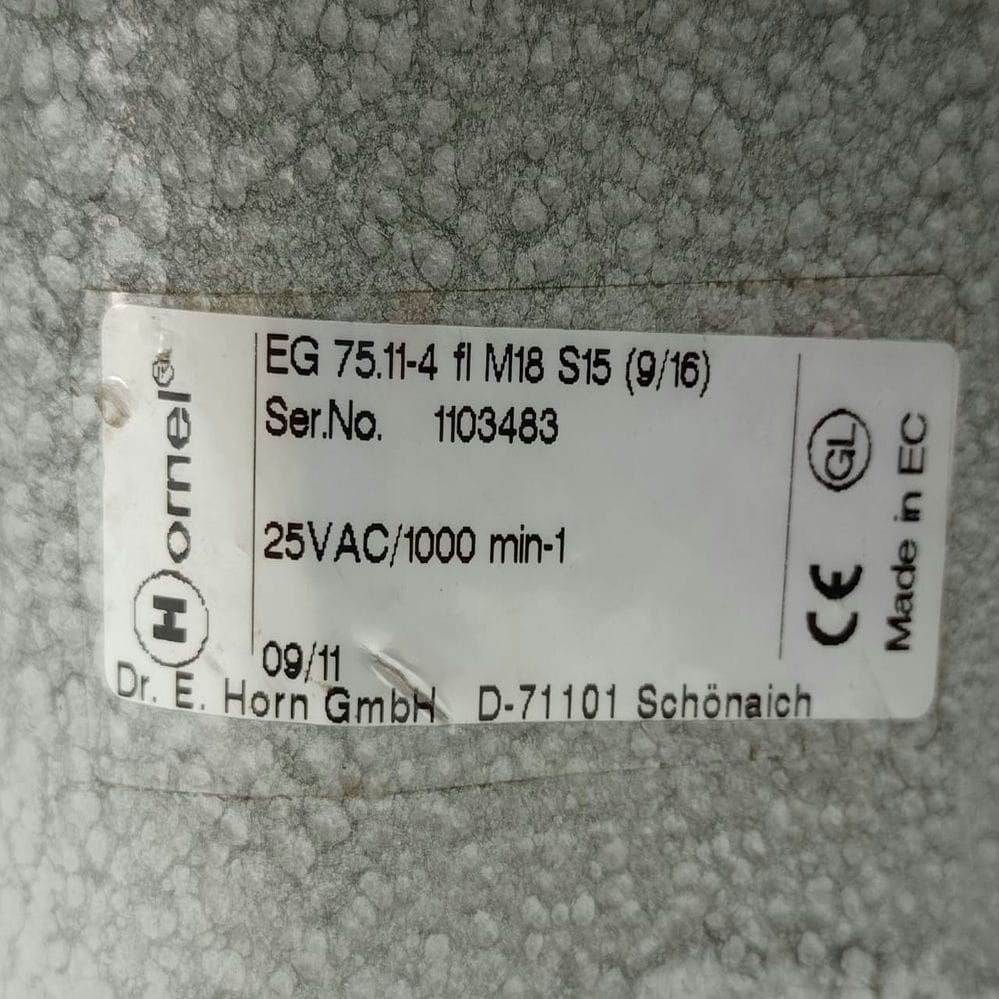 Hornel®
EG 75.11-4 fl M18 S15 (9/16)
Ser.No. 1103483
25VAC/1000 min-1
09/11
Dr. E. Horn GmbH D-71101 Schönaich
CE GL
Made in EC